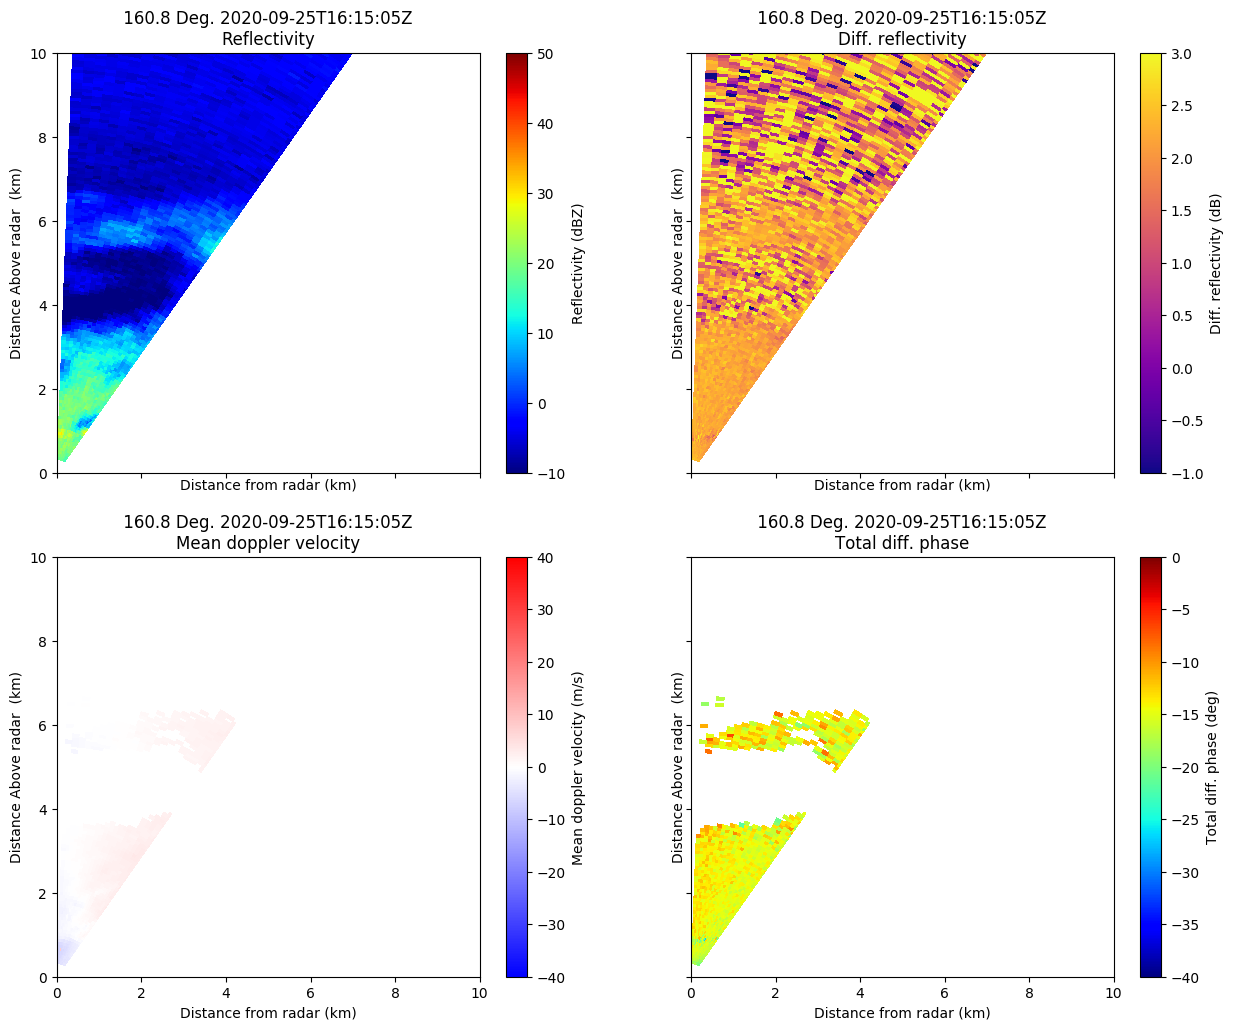 160.8 Deg. 2020-09-25T16:15:05Z
Reflectivity
10
8
6
4
2
0
Distance Above radar  (km)
Distance from radar (km)
50
40
30
20
10
0
−10
Reflectivity (dBZ)
160.8 Deg. 2020-09-25T16:15:05Z
Diff. reflectivity
Distance Above radar  (km)
Distance from radar (km)
3.0
2.5
2.0
1.5
1.0
0.5
0.0
−0.5
−1.0
Diff. reflectivity (dB)
160.8 Deg. 2020-09-25T16:15:05Z
Mean doppler velocity
10
8
6
4
2
0
Distance Above radar  (km)
0 2 4 6 8 10
Distance from radar (km)
40
30
20
10
0
−10
−20
−30
−40
Mean doppler velocity (m/s)
160.8 Deg. 2020-09-25T16:15:05Z
Total diff. phase
Distance Above radar  (km)
0 2 4 6 8 10
Distance from radar (km)
0
−5
−10
−15
−20
−25
−30
−35
−40
Total diff. phase (deg)